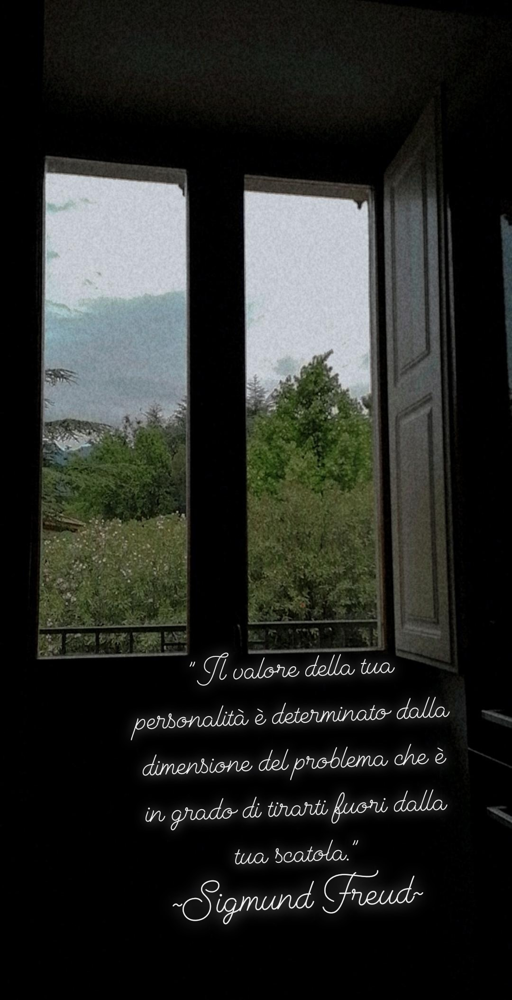 " Il valore della tua
personalità è determinato dalla
dimensione del problema che è
in grado di tirarti fuori dalla
tua scatola."
~Sigmund Freud~